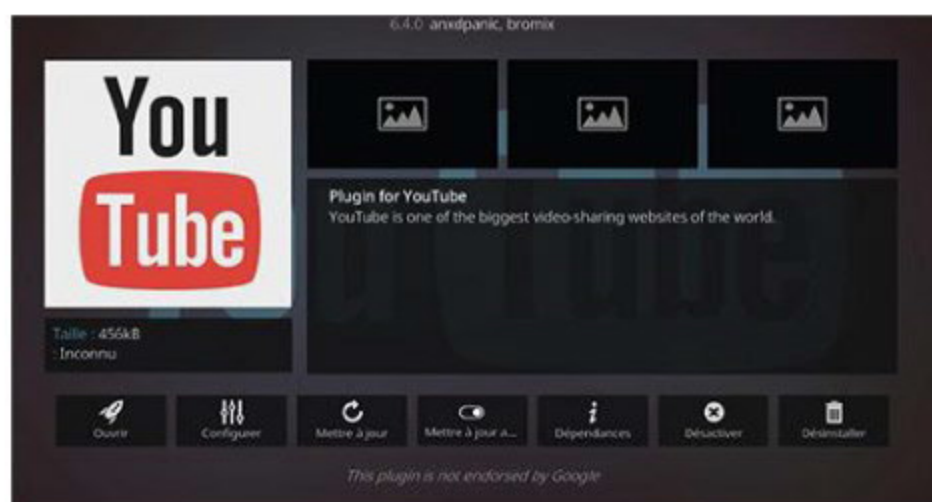 6.4.0 anxdpanic, bromix
You
Tube
Plugin for YouTube
YouTube is one of the biggest video-sharing websites of the world.
Taille : 456kB
: Inconnu
Ouvrir
Configurer
Mettre à jour
Mettre à jour a...
Dépendances
Désactiver
Désinstaller
This plugin is not endorsed by Google